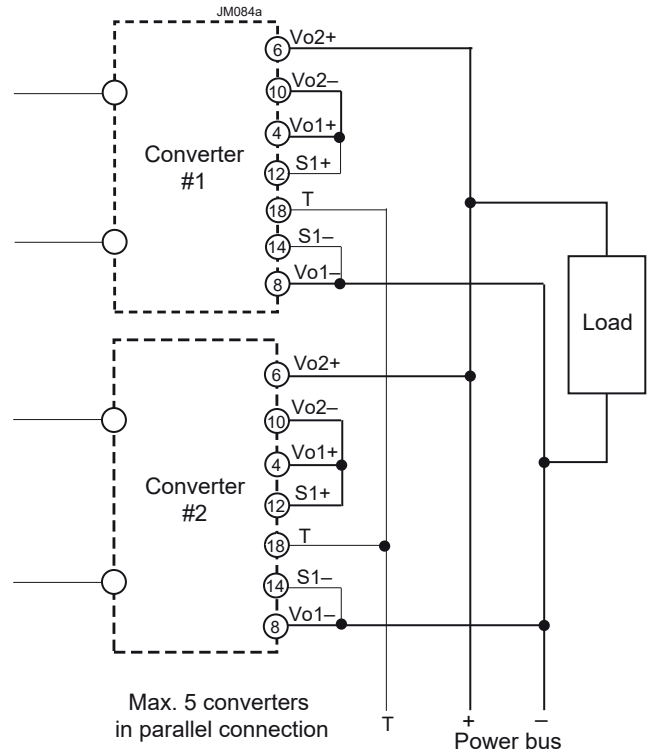 JM084a
6 Vo2+
10 Vo2–
4 Vo1+
Converter
#1
12 S1+
18 T
14 S1–
8 Vo1–
Load
6 Vo2+
10 Vo2–
4 Vo1+
Converter
#2
12 S1+
18 T
14 S1–
8 Vo1–
Max. 5 converters
in parallel connection
T
+
–
Power bus